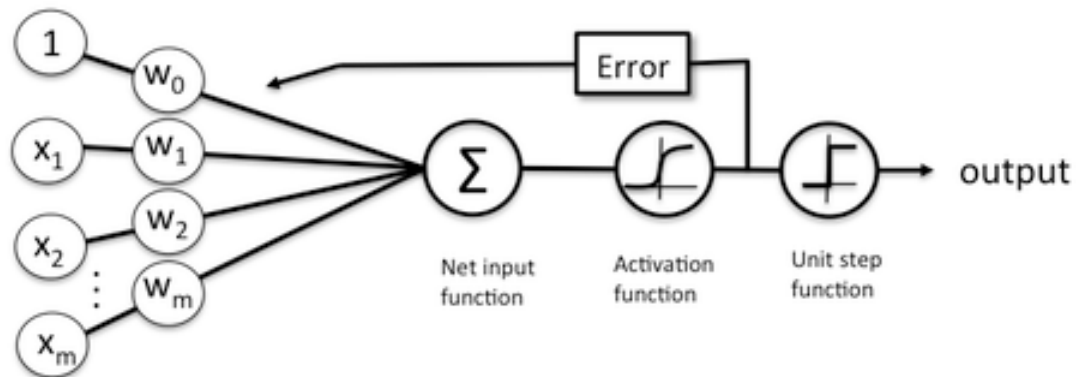 1
w₀
Error
x₁
w₁
Σ
output
x₂
w₂
⋮
wₘ
xₘ
Net input
function
Activation
function
Unit step
function